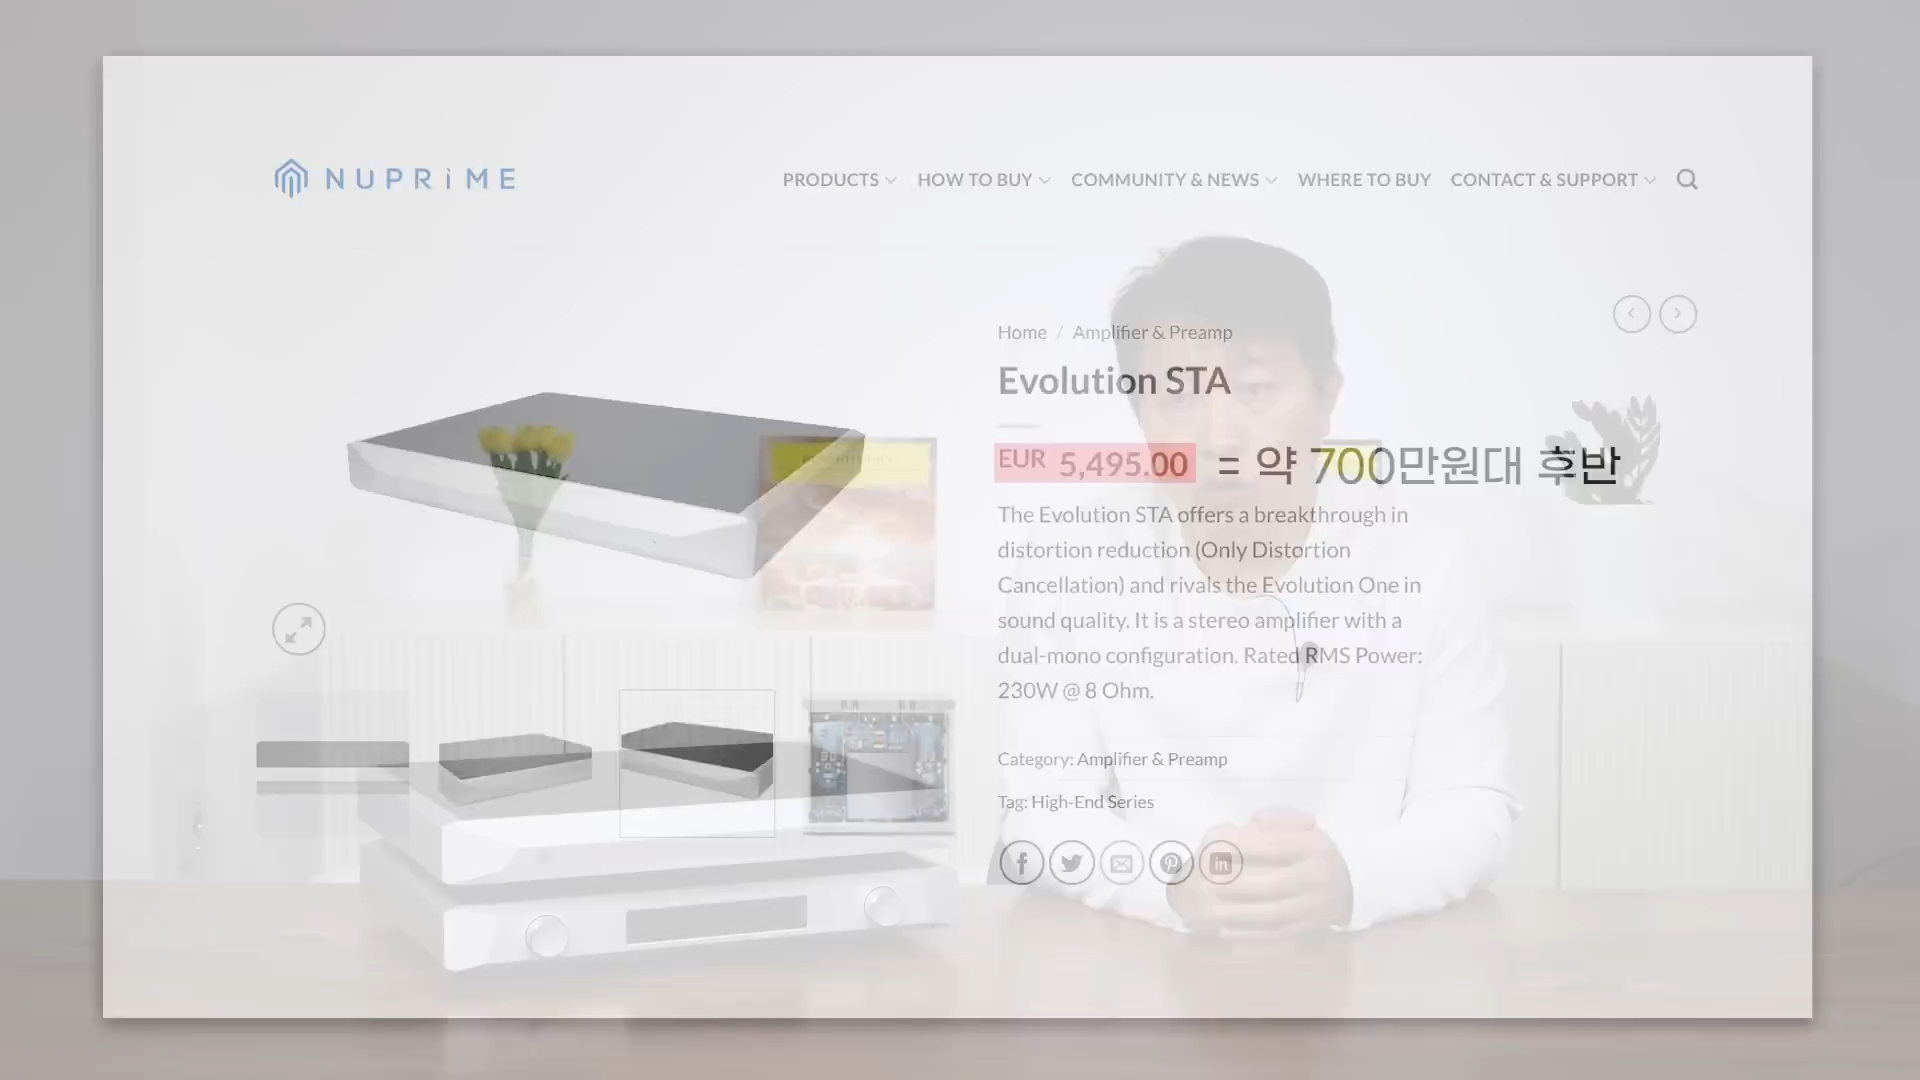 NUPRiME
PRODUCTS HOW TO BUY COMMUNITY & NEWS WHERE TO BUY CONTACT & SUPPORT
Home / Amplifier & Preamp
Evolution STA
EUR 5,495.00 = 약 700만원대 후반
The Evolution STA offers a breakthrough in
distortion reduction (Only Distortion
Cancellation) and rivals the Evolution One in
sound quality. It is a stereo amplifier with a
dual-mono configuration. Rated RMS Power:
230W @ 8 Ohm.
Category: Amplifier & Preamp
Tag: High-End Series